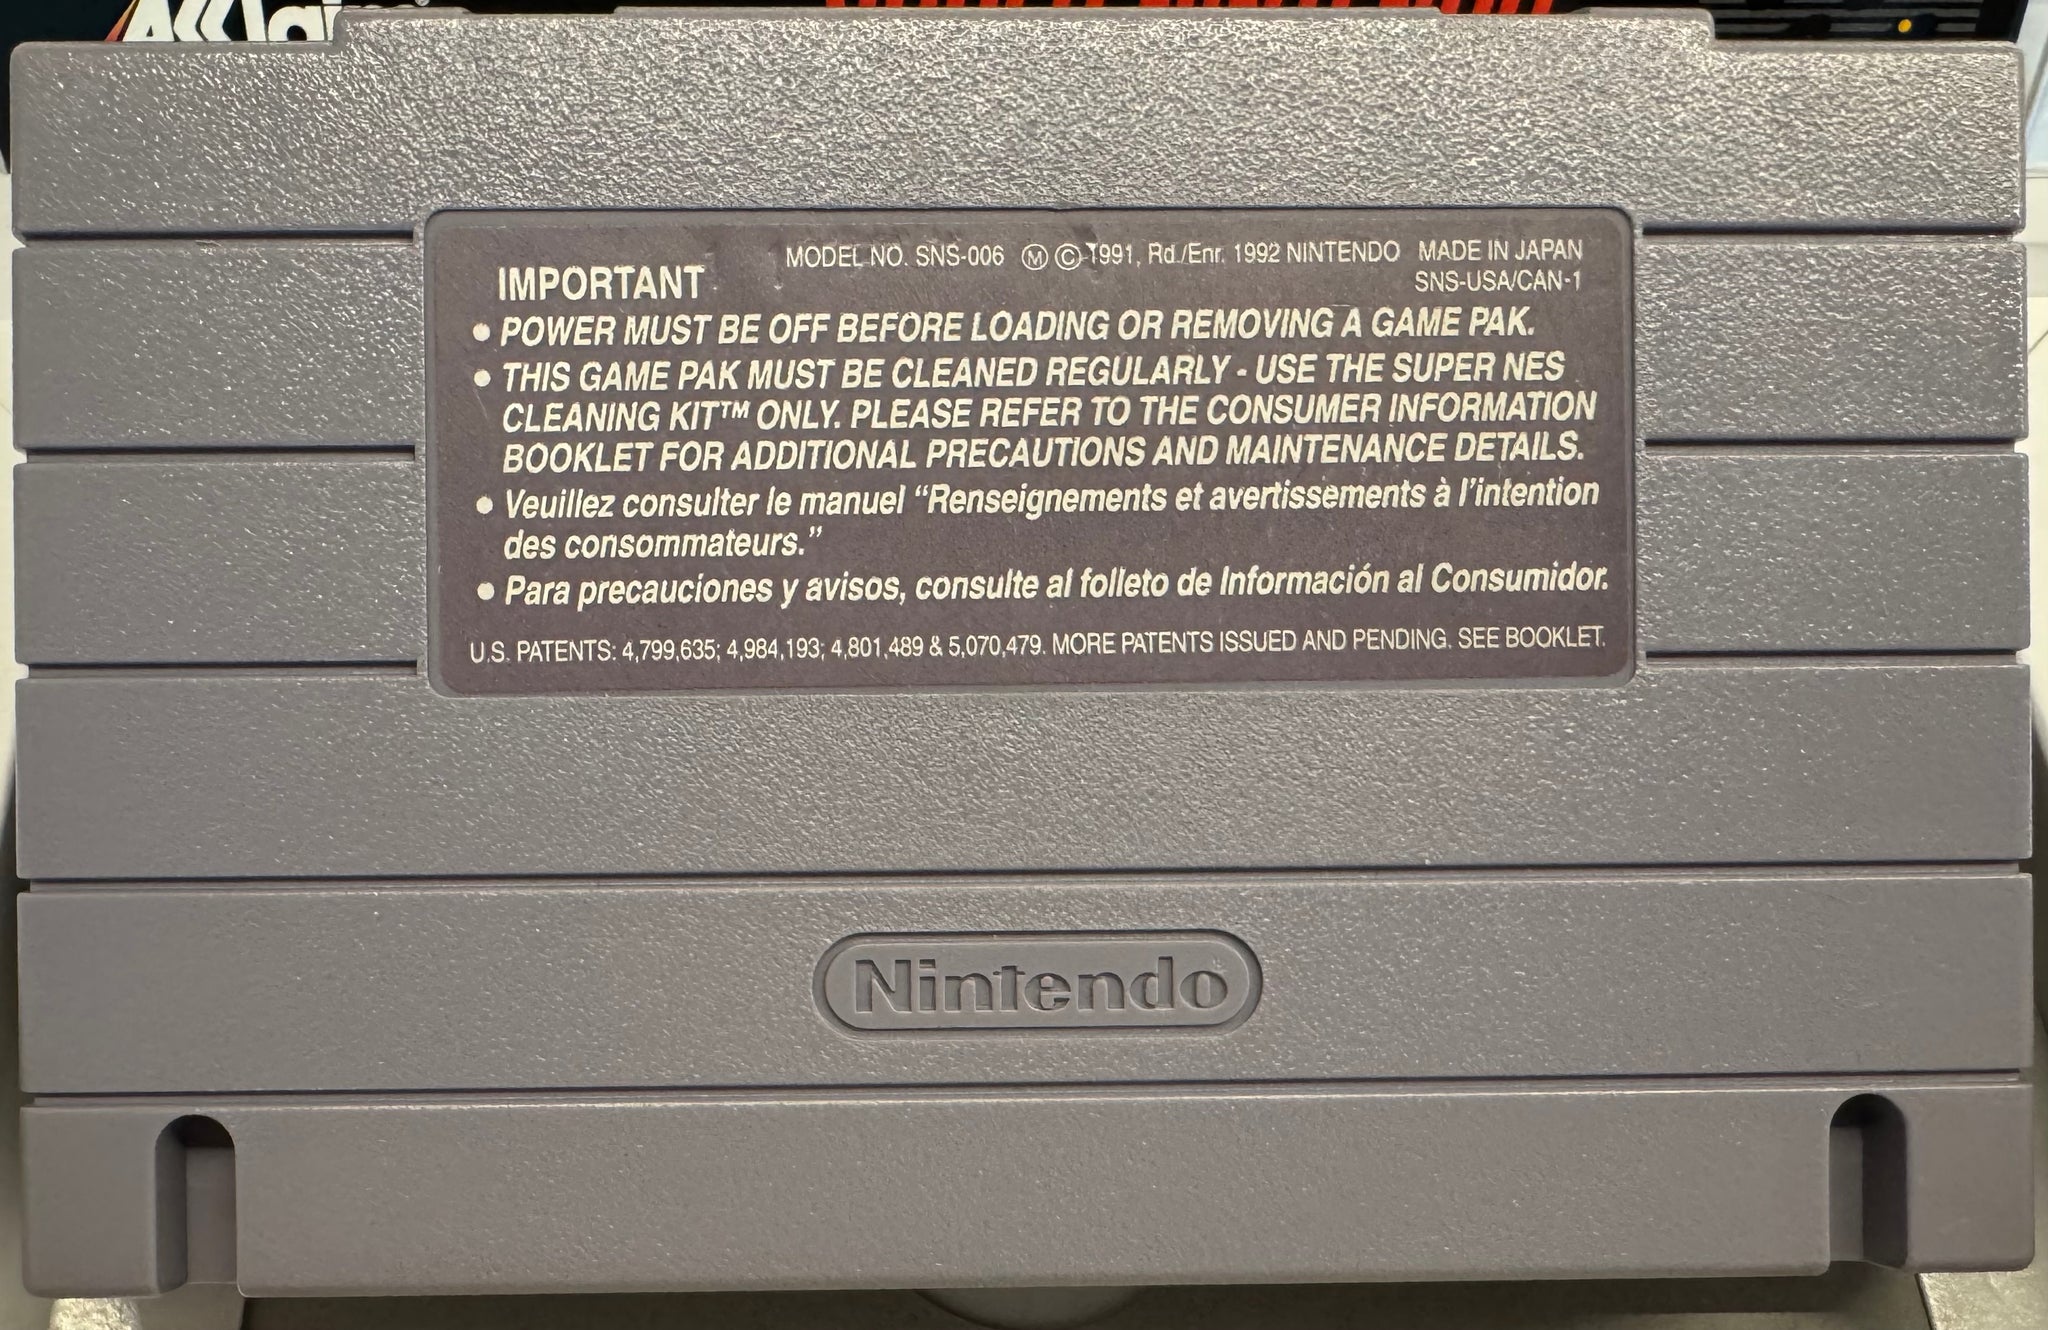 Acclaim
MODEL NO. SNS-006 Ⓜ © 1991, Rd./Enr. 1992 NINTENDO MADE IN JAPAN
SNS-USA/CAN-1
IMPORTANT
• POWER MUST BE OFF BEFORE LOADING OR REMOVING A GAME PAK.
• THIS GAME PAK MUST BE CLEANED REGULARLY - USE THE SUPER NES
CLEANING KIT™ ONLY. PLEASE REFER TO THE CONSUMER INFORMATION
BOOKLET FOR ADDITIONAL PRECAUTIONS AND MAINTENANCE DETAILS.
• Veuillez consulter le manuel “Renseignements et avertissements à l'intention
des consommateurs.”
• Para precauciones y avisos, consulte al folleto de Información al Consumidor.
U.S. PATENTS: 4,799,635; 4,984,193; 4,801,489 & 5,070,479. MORE PATENTS ISSUED AND PENDING. SEE BOOKLET.
Nintendo